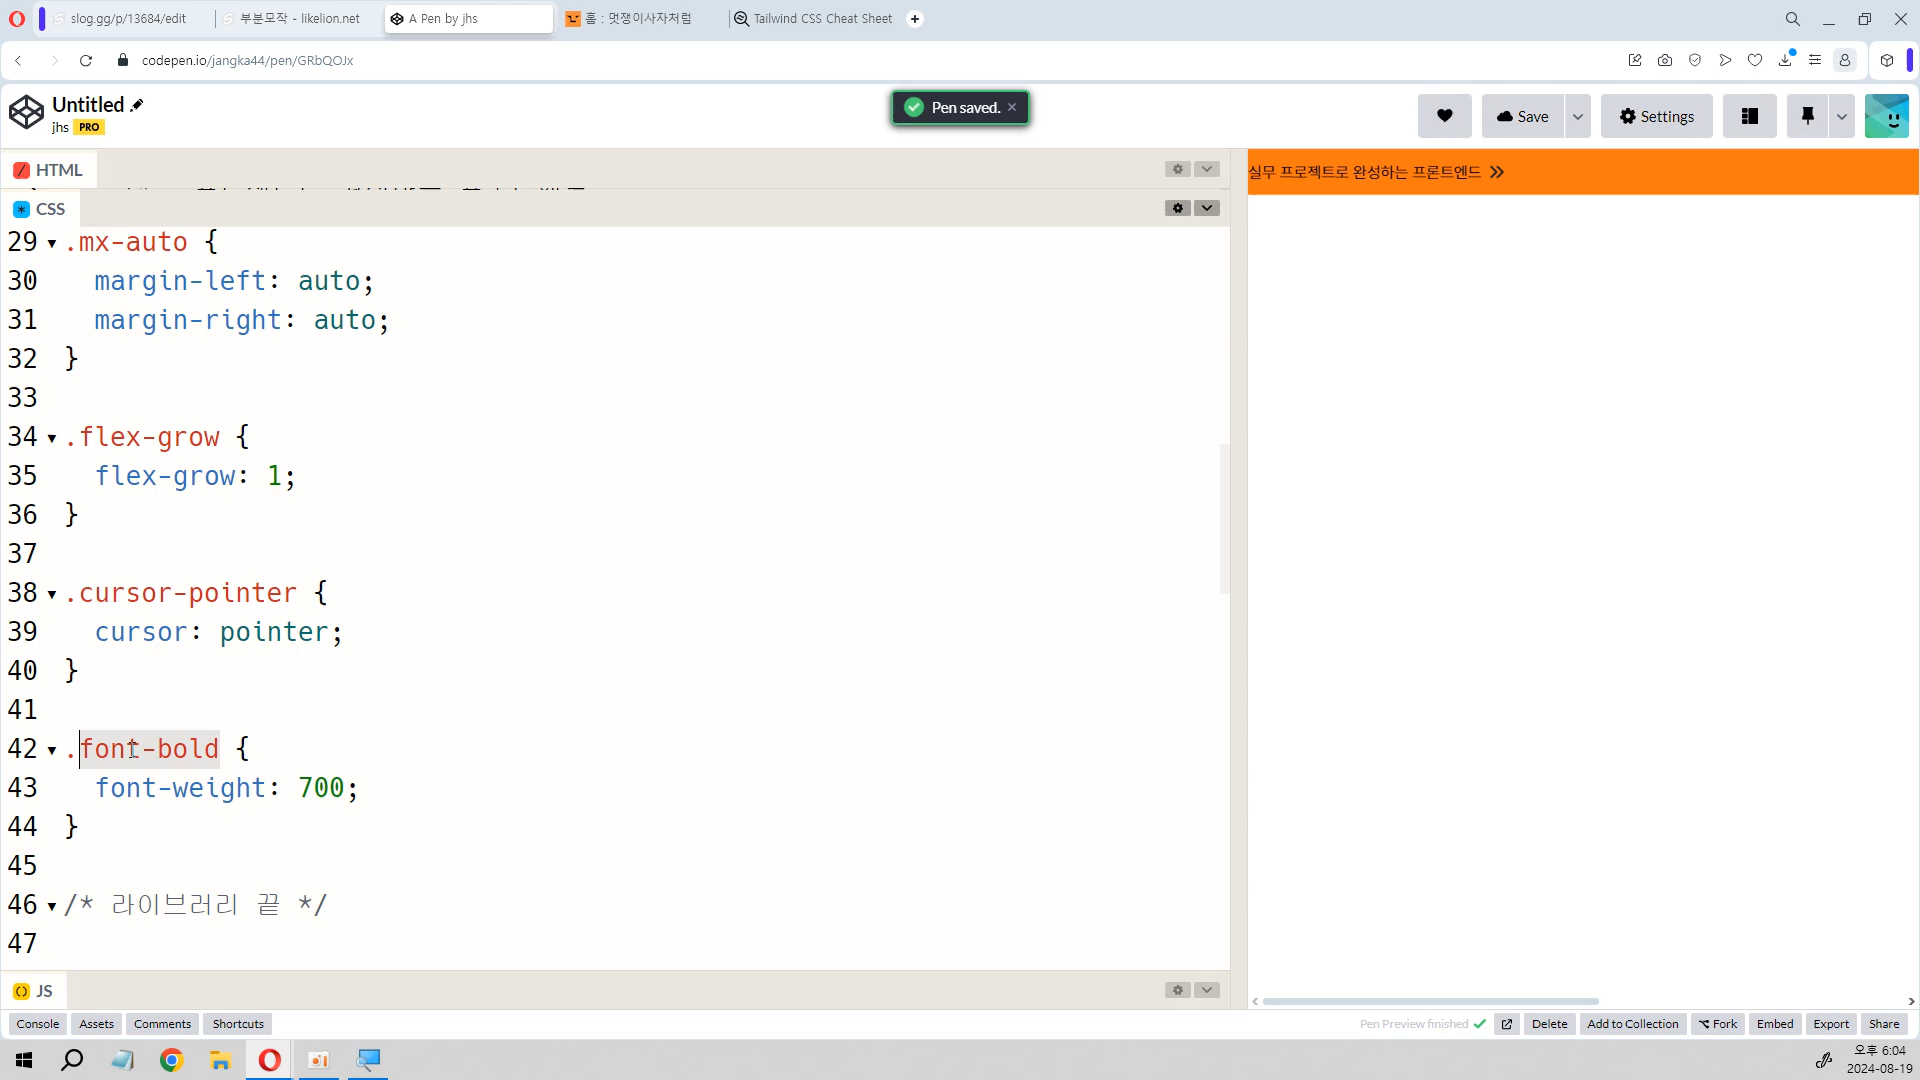 slog.gg/p/13684/edit
부분모작 - likelion.net
A Pen by jhs
홈 : 멋쟁이사자처럼
Tailwind CSS Cheat Sheet
codepen.io/jangka44/pen/GRbQOJx
Untitled
jhs PRO
Pen saved. ×
Save
Settings
HTML
CSS
실무 프로젝트로 완성하는 프론트엔드
29 .mx-auto {
30 margin-left: auto;
31 margin-right: auto;
32 }
33
34 .flex-grow {
35 flex-grow: 1;
36 }
37
38 .cursor-pointer {
39 cursor: pointer;
40 }
41
42 .font-bold {
43 font-weight: 700;
44 }
45
46 /* 라이브러리 끝 */
47
JS
Console Assets Comments Shortcuts
Pen Preview finished Delete Add to Collection Fork Embed Export Share
오후 6:04
2024-08-19